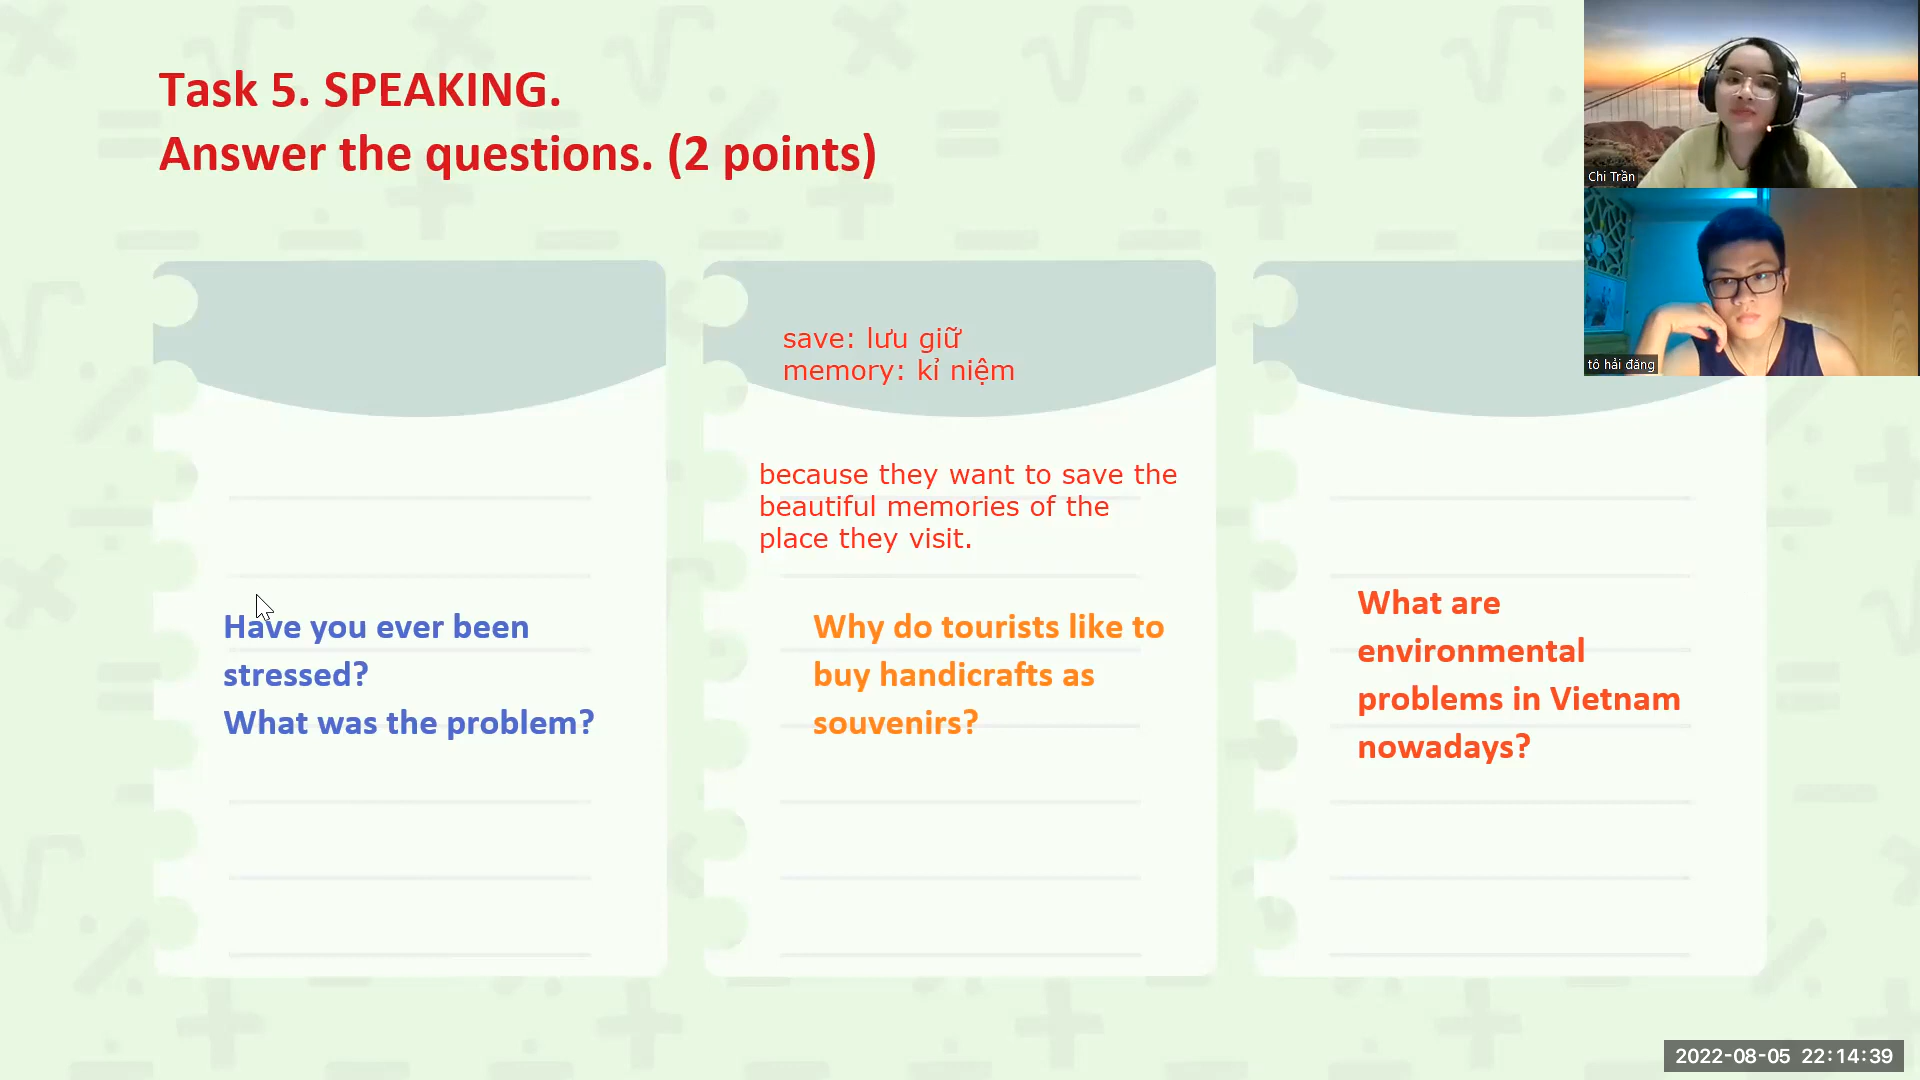 Task 5. SPEAKING.
Answer the questions. (2 points)
Chi Trần
tô hải đăng
save: lưu giữ
memory: kỉ niệm
because they want to save the
beautiful memories of the
place they visit.
Have you ever been
stressed?
What was the problem?
Why do tourists like to
buy handicrafts as
souvenirs?
What are
environmental
problems in Vietnam
nowadays?
2022-08-05 22:14:39